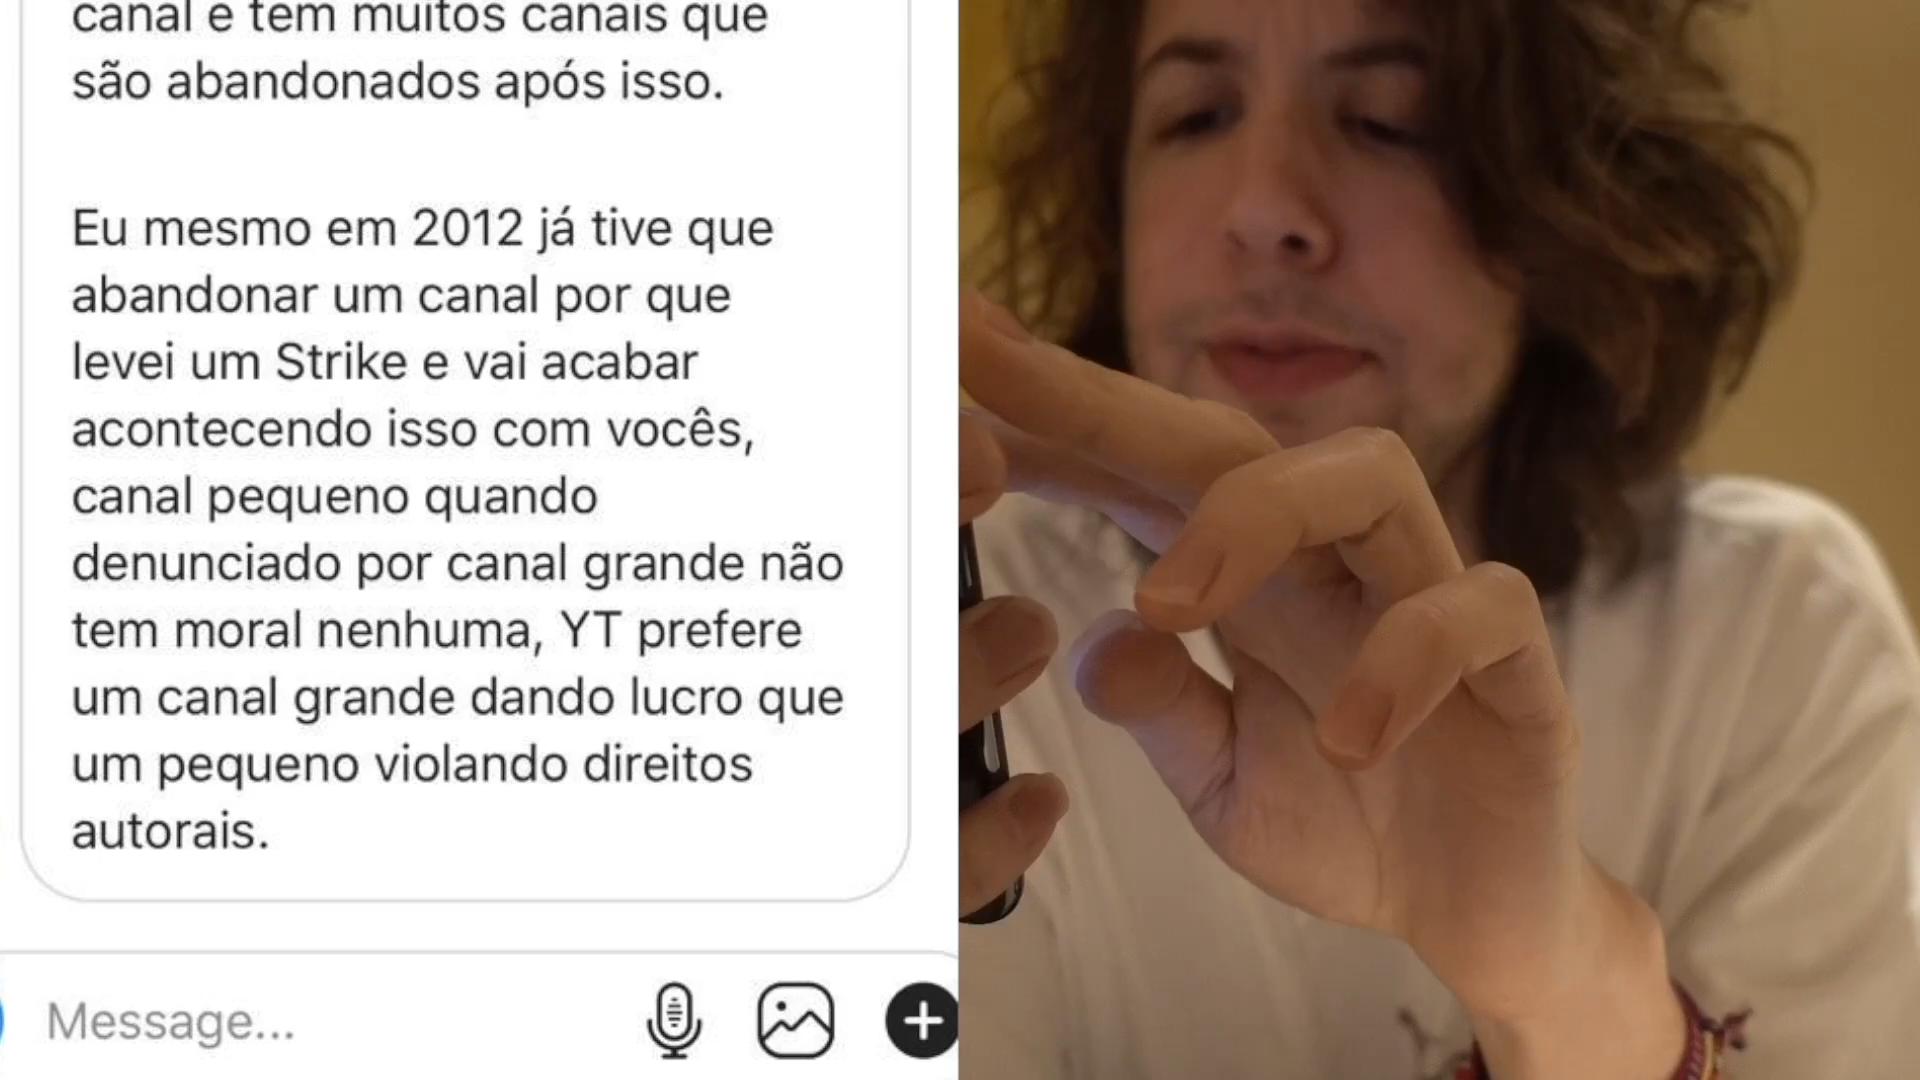 canal e tem muitos canais que
são abandonados após isso.
Eu mesmo em 2012 já tive que
abandonar um canal por que
levei um Strike e vai acabar
acontecendo isso com vocês,
canal pequeno quando
denunciado por canal grande não
tem moral nenhuma, YT prefere
um canal grande dando lucro que
um pequeno violando direitos
autorais.
Message...